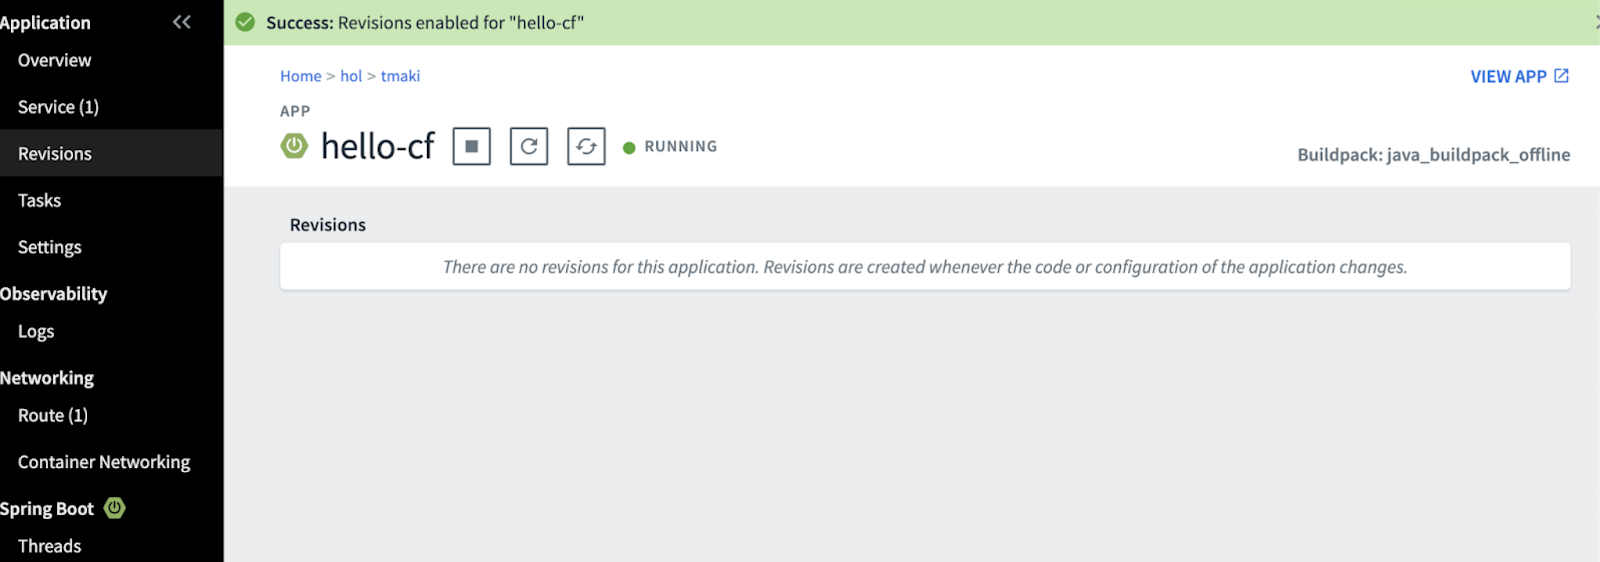 Application
Overview
Service (1)
Revisions
Tasks
Settings
Observability
Logs
Networking
Route (1)
Container Networking
Spring Boot
Threads
Success: Revisions enabled for "hello-cf"
Home > hol > tmaki
VIEW APP
APP
hello-cf
RUNNING
Buildpack: java_buildpack_offline
Revisions
There are no revisions for this application. Revisions are created whenever the code or configuration of the application changes.